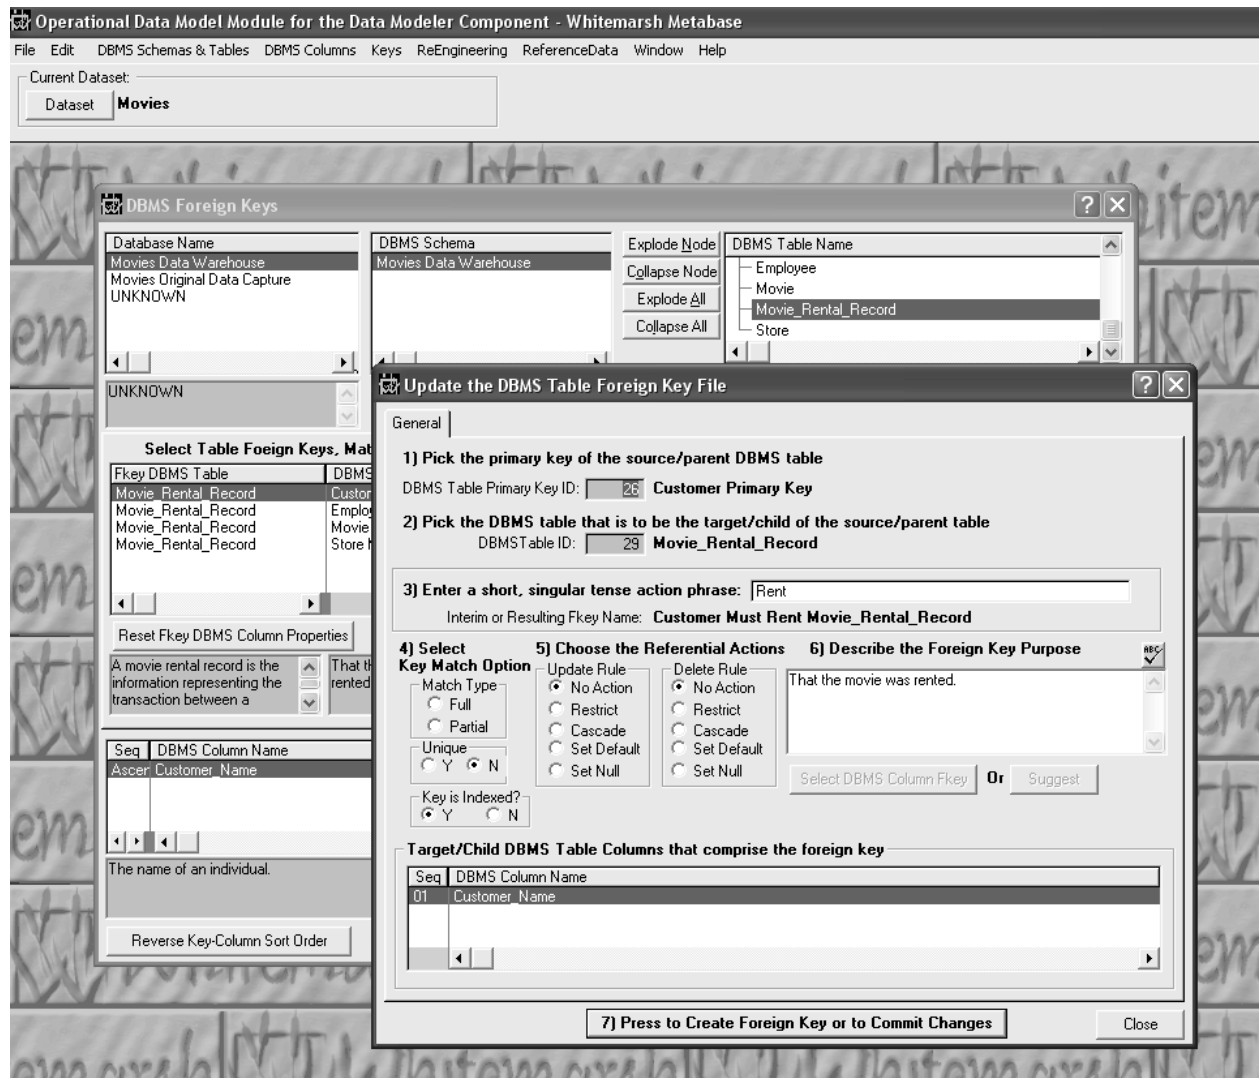 Operational Data Model Module for the Data Modeler Component - Whitemarsh Metabase
File Edit DBMS Schemas & Tables DBMS Columns Keys ReEngineering ReferenceData Window Help
Current Dataset:
Dataset Movies
DBMS Foreign Keys
Database Name
Movies Data Warehouse
Movies Original Data Capture
UNKNOWN
DBMS Schema
Movies Data Warehouse
Explode Node
Collapse Node
Explode All
Collapse All
DBMS Table Name
Employee
Movie
Movie_Rental_Record
Store
UNKNOWN
Select Table Foeign Keys, Mat
Fkey DBMS Table DBMS
Movie_Rental_Record Custor
Movie_Rental_Record Emplo
Movie_Rental_Record Movie
Movie_Rental_Record Store
Reset Fkey DBMS Column Properties
A movie rental record is the
information representing the
transaction between a
That th
rented
Seq DBMS Column Name
Ascer Customer_Name
The name of an individual.
Reverse Key-Column Sort Order
Update the DBMS Table Foreign Key File
General
1) Pick the primary key of the source/parent DBMS table
DBMS Table Primary Key ID: 26 Customer Primary Key
2) Pick the DBMS table that is to be the target/child of the source/parent table
DBMSTable ID: 29 Movie_Rental_Record
3) Enter a short, singular tense action phrase: Rent
Interim or Resulting Fkey Name: Customer Must Rent Movie_Rental_Record
4) Select
Key Match Option
Match Type
Full
Partial
Unique
Y N
Key is Indexed?
Y N
5) Choose the Referential Actions
Update Rule
No Action
Restrict
Cascade
Set Default
Set Null
Delete Rule
No Action
Restrict
Cascade
Set Default
Set Null
6) Describe the Foreign Key Purpose
ABC
That the movie was rented.
Select DBMS Column Fkey Or Suggest
Target/Child DBMS Table Columns that comprise the foreign key
Seq DBMS Column Name
01 Customer_Name
7) Press to Create Foreign Key or to Commit Changes
Close